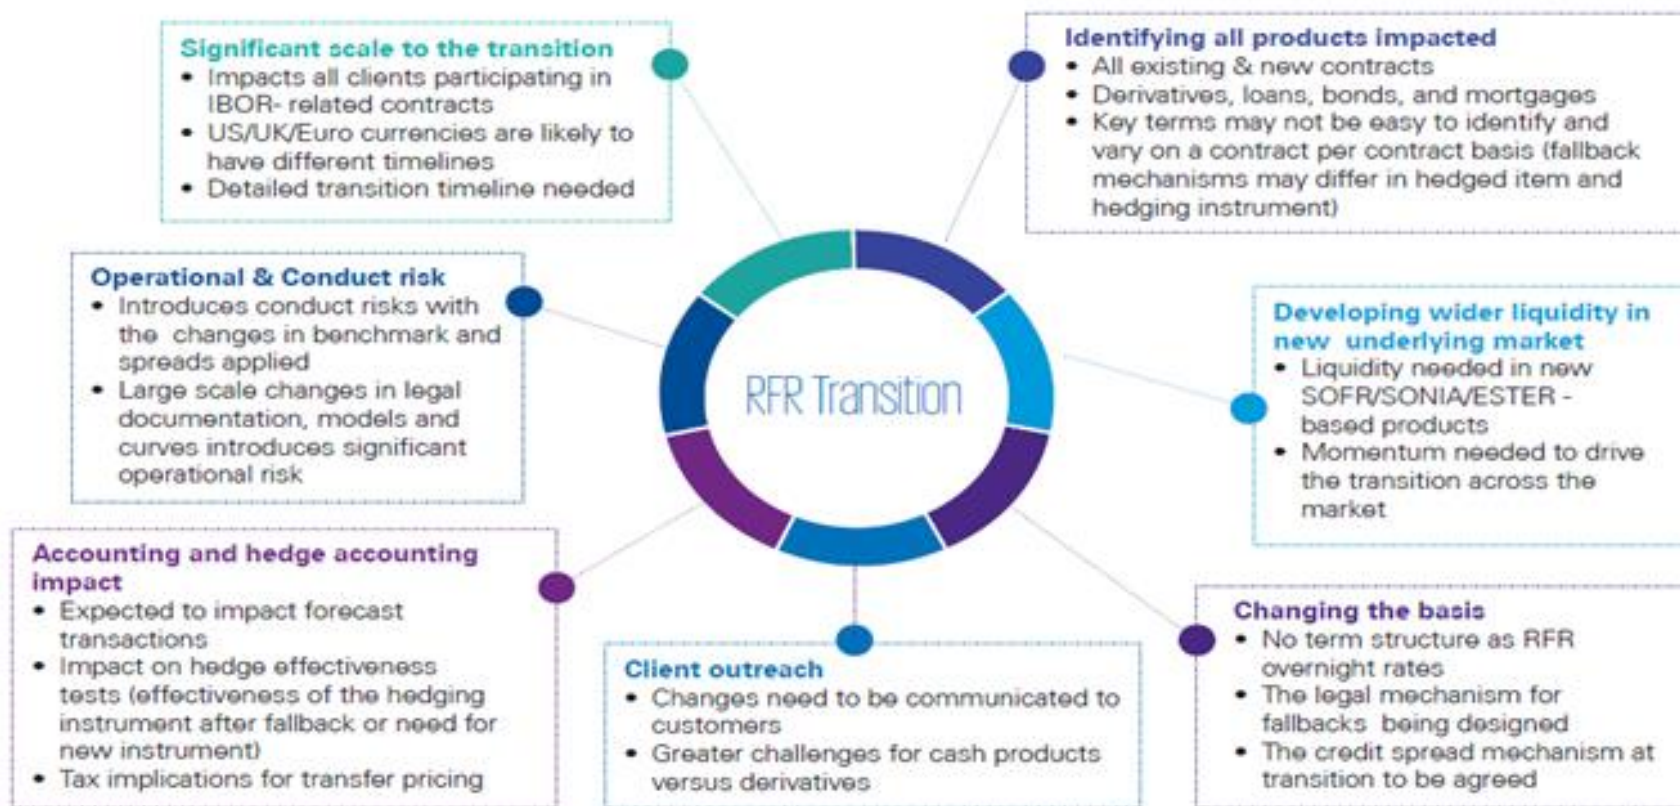 Significant scale to the transition
• Impacts all clients participating in
IBOR- related contracts
• US/UK/Euro currencies are likely to
have different timelines
• Detailed transition timeline needed
Identifying all products impacted
• All existing & new contracts
• Derivatives, loans, bonds, and mortgages
• Key terms may not be easy to identify and
vary on a contract per contract basis (fallback
mechanisms may differ in hedged item and
hedging instrument)
Operational & Conduct risk
• Introduces conduct risks with
the changes in benchmark and
spreads applied
• Large scale changes in legal
documentation, models and
curves introduces significant
operational risk
RFR Transition
Developing wider liquidity in
new underlying market
• Liquidity needed in new
SOFR/SONIA/ESTER -
based products
• Momentum needed to drive
the transition across the
market
Accounting and hedge accounting
impact
• Expected to impact forecast
transactions
• Impact on hedge effectiveness
tests (effectiveness of the hedging
instrument after fallback or need for
new instrument)
• Tax implications for transfer pricing
Client outreach
• Changes need to be communicated to
customers
• Greater challenges for cash products
versus derivatives
Changing the basis
• No term structure as RFR
overnight rates
• The legal mechanism for
fallbacks being designed
• The credit spread mechanism at
transition to be agreed